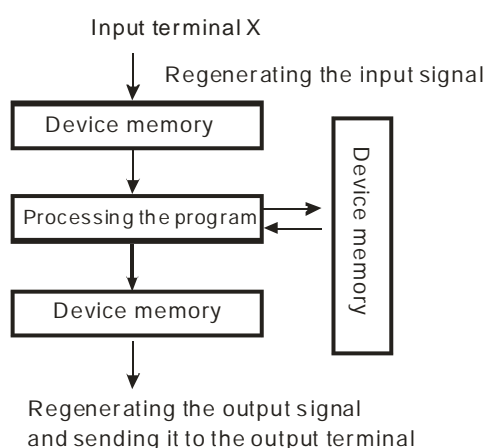 Input terminal X
Regenerating the input signal
Device memory
Device memory
Processing the program
Device memory
Regenerating the output signal
and sending it to the output terminal